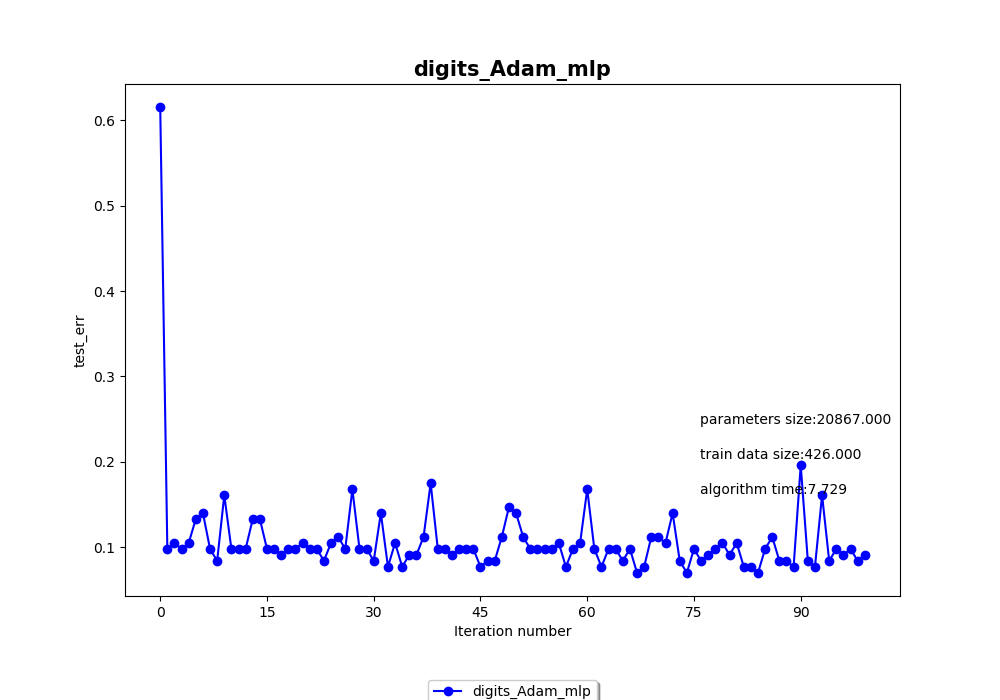 digits_Adam_mlp
0.6
0.5
0.4
0.3
0.2
0.1
test_err
parameters size:20867.000
train data size:426.000
algorithm time:7.729
0 15 30 45 60 75 90
Iteration number
digits_Adam_mlp